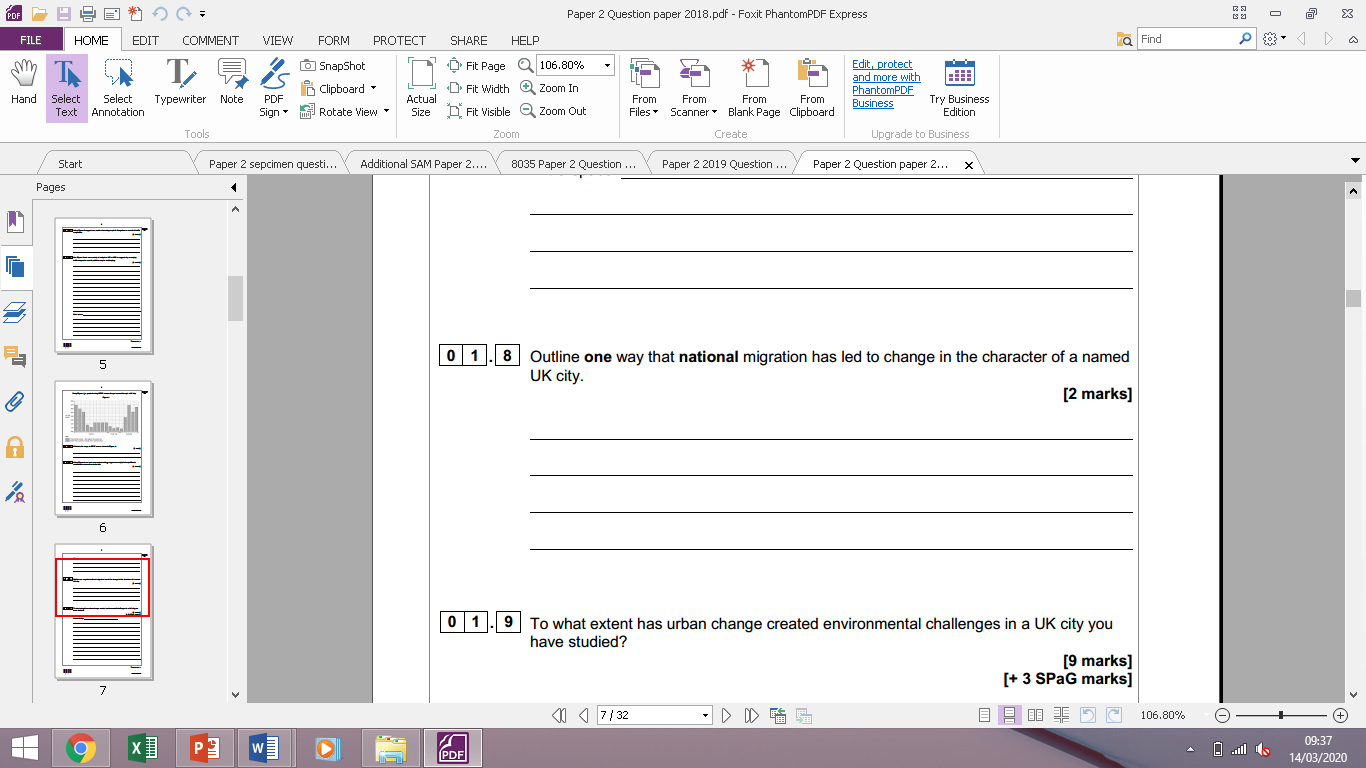 Paper 2 Question paper 2018.pdf - Foxit PhantomPDF Express
FILE HOME EDIT COMMENT VIEW FORM PROTECT SHARE HELP
Find
Hand
Select Text
Select Annotation
Typewriter
Note
PDF Sign
SnapShot
Clipboard
Rotate View
Tools
Actual Size
Fit Page
Fit Width
Fit Visible
106.80%
Zoom In
Zoom Out
Zoom
From Files
From Scanner
From Blank Page
From Clipboard
Create
Edit, protect
and more with
PhantomPDF
Business
Try Business Edition
Upgrade to Business
Start
Paper 2 sepcimen questi...
Additional SAM Paper 2....
8035 Paper 2 Question ...
Paper 2 2019 Question ...
Paper 2 Question paper 2...
Pages
5
6
7
0 1 . 8 Outline one way that national migration has led to change in the character of a named
UK city.
[2 marks]
0 1 . 9 To what extent has urban change created environmental challenges in a UK city you
have studied?
[9 marks]
[+ 3 SPaG marks]
7 / 32
106.80%
PDF
09:37
14/03/2020